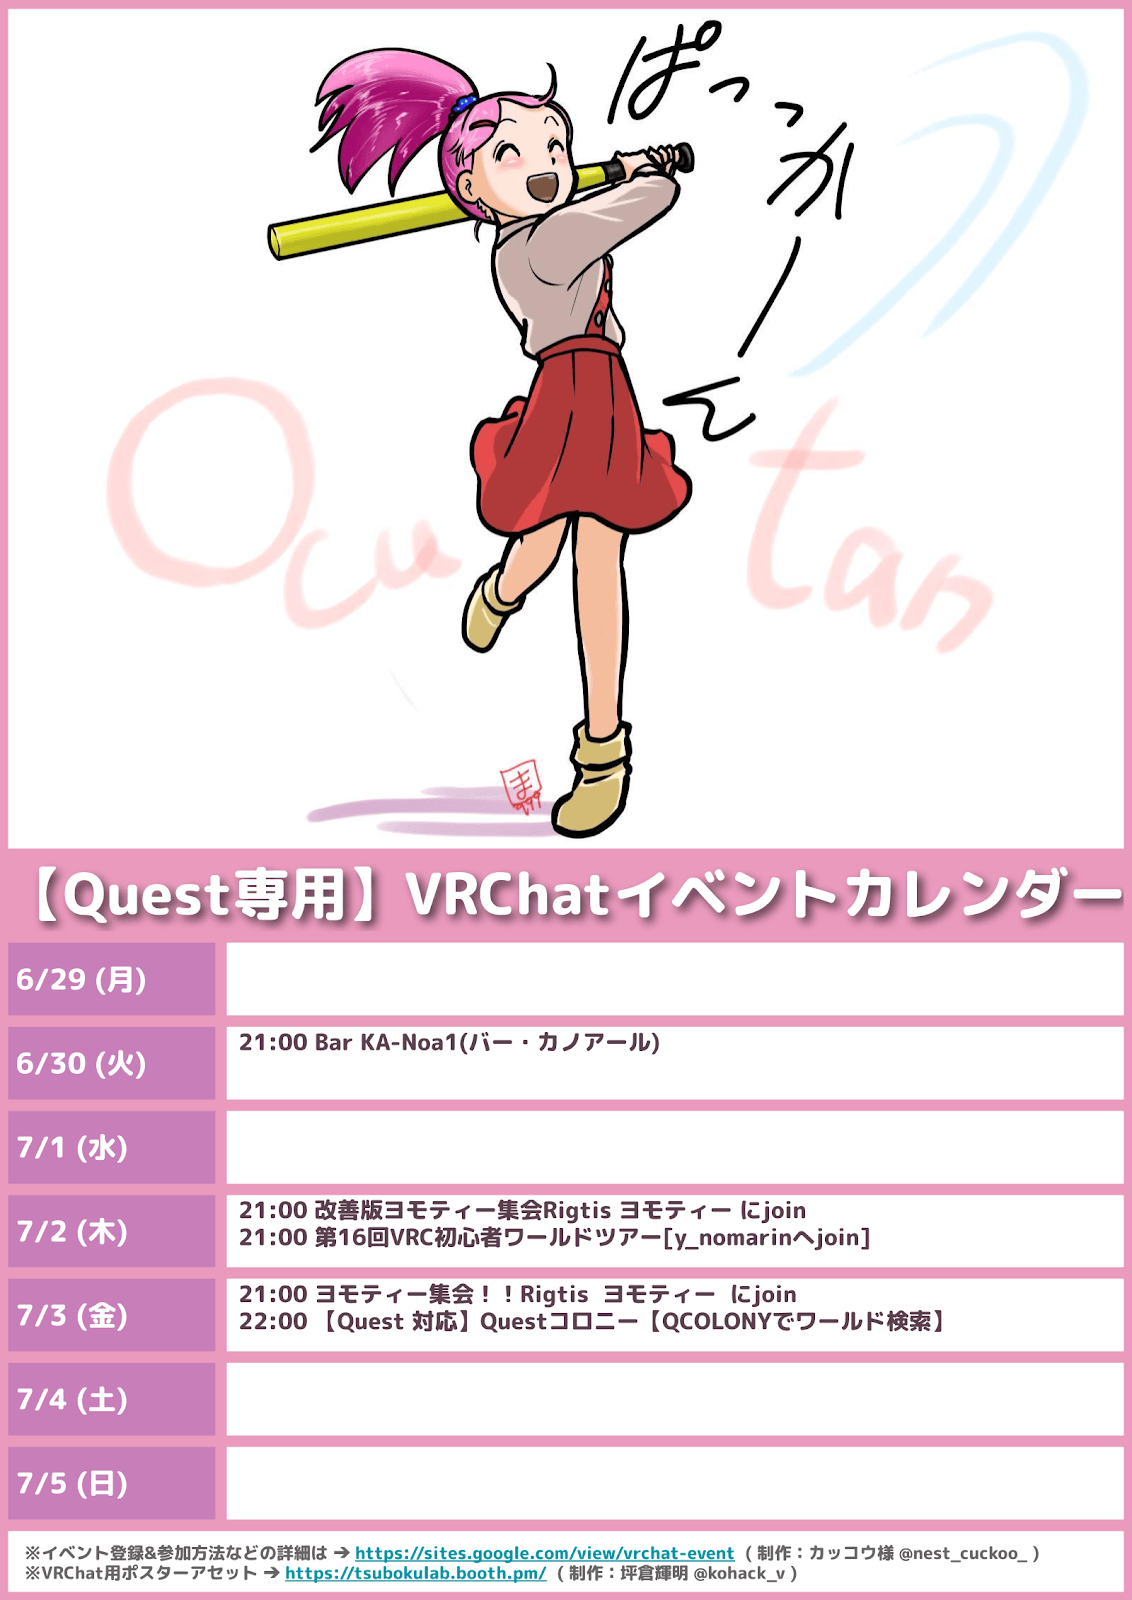 ぱっっかーん
Ocu tan
ま
999
【Quest専用】VRChatイベントカレンダー
6/29 (月)
6/30 (火)
21:00 Bar KA-Noa1(バー・カノアール)
7/1 (水)
7/2 (木)
21:00 改善版ヨモティー集会Rigtis ヨモティー にjoin
21:00 第16回VRC初心者ワールドツアー[y_nomarinへjoin]
7/3 (金)
21:00 ヨモティー集会！！Rigtis ヨモティー にjoin
22:00 【Quest 対応】Questコロニー【QCOLONYでワールド検索】
7/4 (土)
7/5 (日)
※イベント登録&参加方法などの詳細は ➔ https://sites.google.com/view/vrchat-event ( 制作：カッコウ様 @nest_cuckoo_ )
※VRChat用ポスターアセット ➔ https://tsubokulab.booth.pm/ ( 制作：坪倉輝明 @kohack_v )